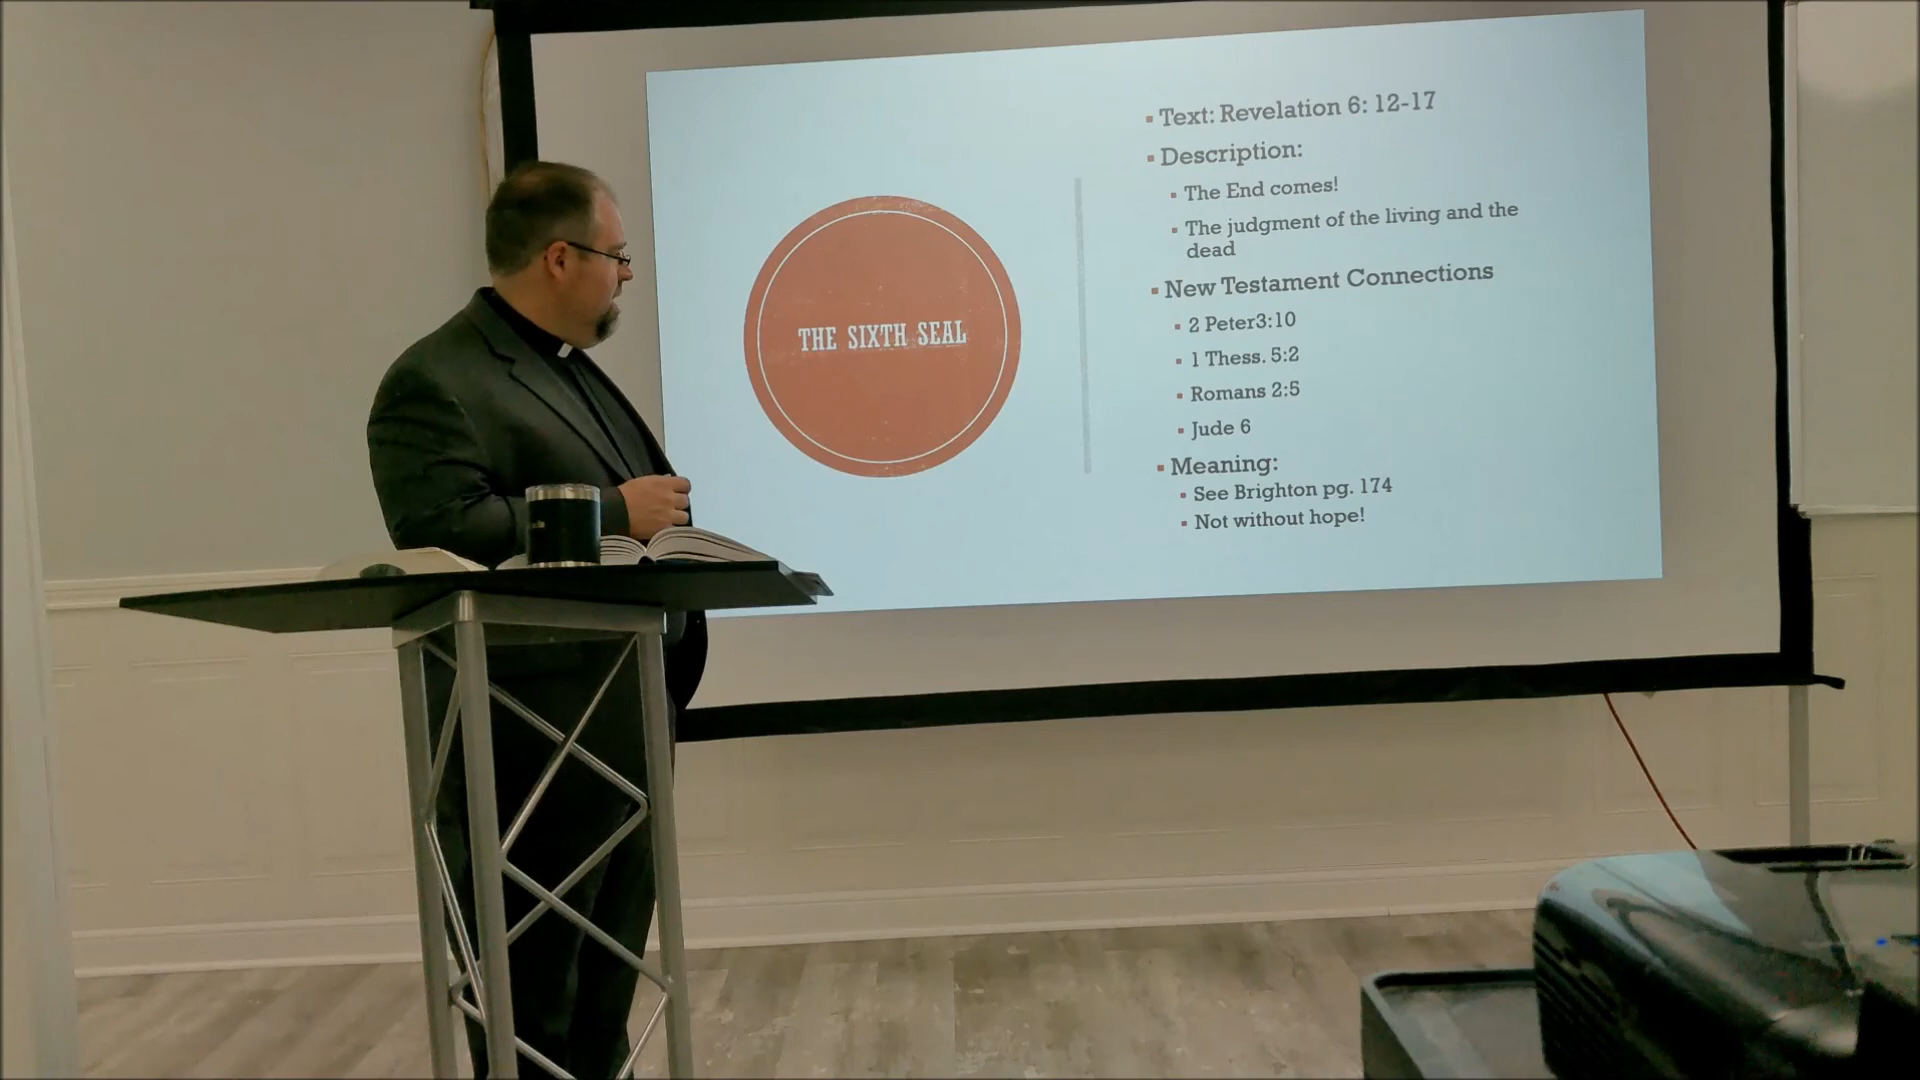 THE SIXTH SEAL
▪ Text: Revelation 6: 12-17
▪ Description:
▪ The End comes!
▪ The judgment of the living and the
dead
▪ New Testament Connections
▪ 2 Peter3:10
▪ 1 Thess. 5:2
▪ Romans 2:5
▪ Jude 6
▪ Meaning:
▪ See Brighton pg. 174
▪ Not without hope!